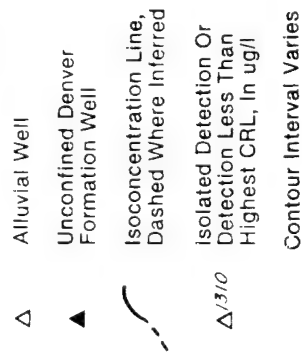 Alluvial Well
Unconfined Denver
Formation Well
Isoconcentration Line,
Dashed Where Inferred
1310
Isolated Detection Or
Detection Less Than
Highest CRL, In ug/l
Contour Interval Varies